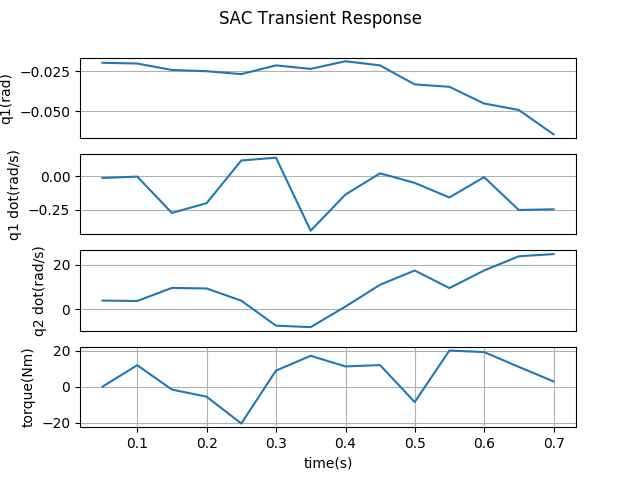 SAC Transient Response
q1(rad)
−0.025
−0.050
q1 dot(rad/s)
0.00
−0.25
q2 dot(rad/s)
20
0
torque(Nm)
20
0
−20
0.1 0.2 0.3 0.4 0.5 0.6 0.7
time(s)